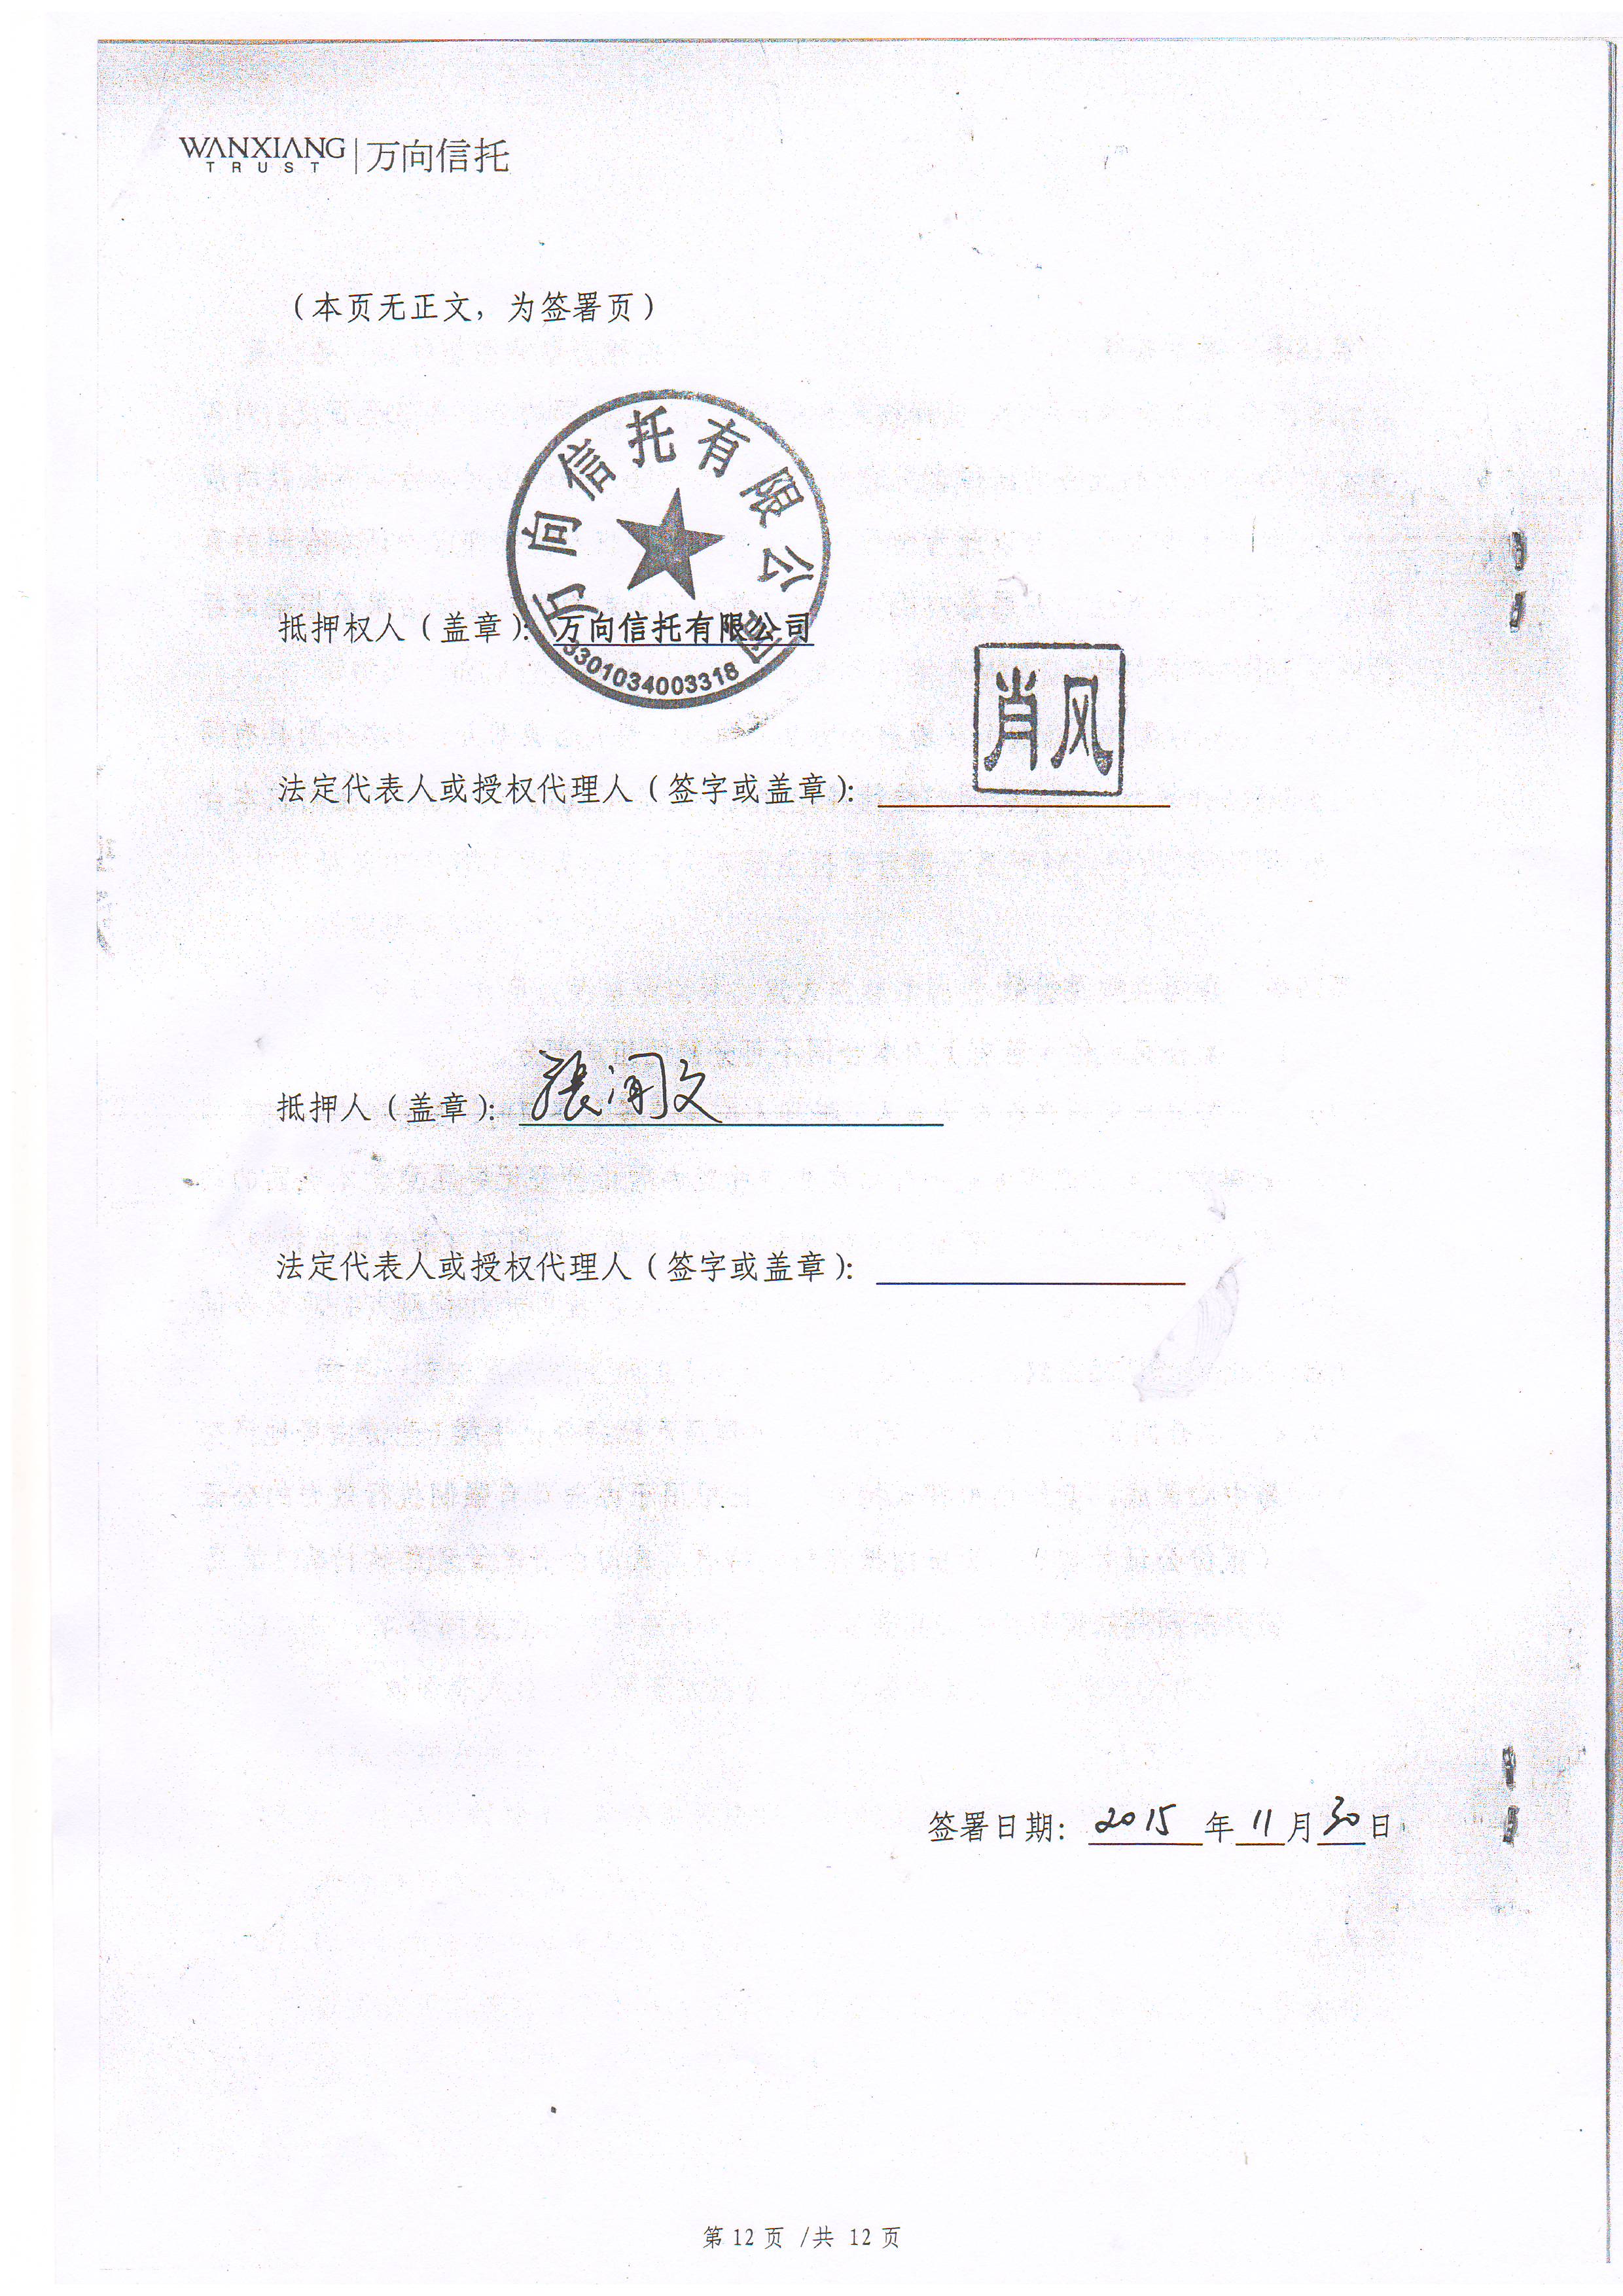 WANXIANG TRUST | 万向信托
（本页无正文，为签署页）
万向信托有限公司
抵押权人（盖章）：万向信托有限公司
3301034003318
肖风
法定代表人或授权代理人（签字或盖章）：
抵押人（盖章）：張闻文
法定代表人或授权代理人（签字或盖章）：
签署日期： 2015 年 11 月 30 日
第 12 页 /共 12 页